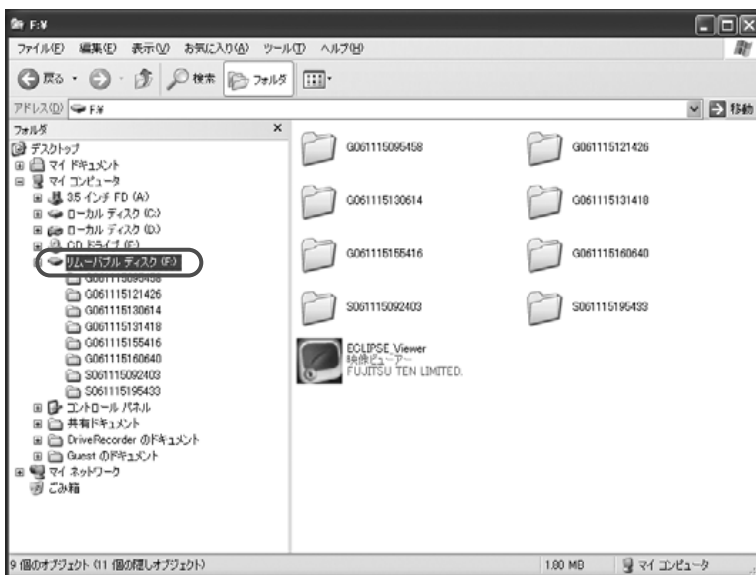 F:¥
ファイル(F) 編集(E) 表示(V) お気に入り(A) ツール(T) ヘルプ(H)
戻る 検索 フォルダ
アドレス(D) F:¥ 移動
フォルダ ×
デスクトップ
マイ ドキュメント
マイ コンピュータ
3.5 インチ FD (A:)
ローカル ディスク (C:)
ローカル ディスク (D:)
CD ドライブ (E:)
リムーバブル ディスク (F:)
G061115095458
G061115121426
G061115130614
G061115131418
G061115155416
G061115160640
S061115092403
S061115195433
コントロール パネル
共有ドキュメント
DriveRecorder のドキュメント
Guest のドキュメント
マイ ネットワーク
ごみ箱
G061115095458 G061115121426
G061115130614 G061115131418
G061115155416 G061115160640
S061115092403 S061115195433
ECLIPSE_Viewer
映像ビューアー
FUJITSU TEN LIMITED.
9 個のオブジェクト (11 個の隠しオブジェクト) 1.80 MB マイ コンピュータ